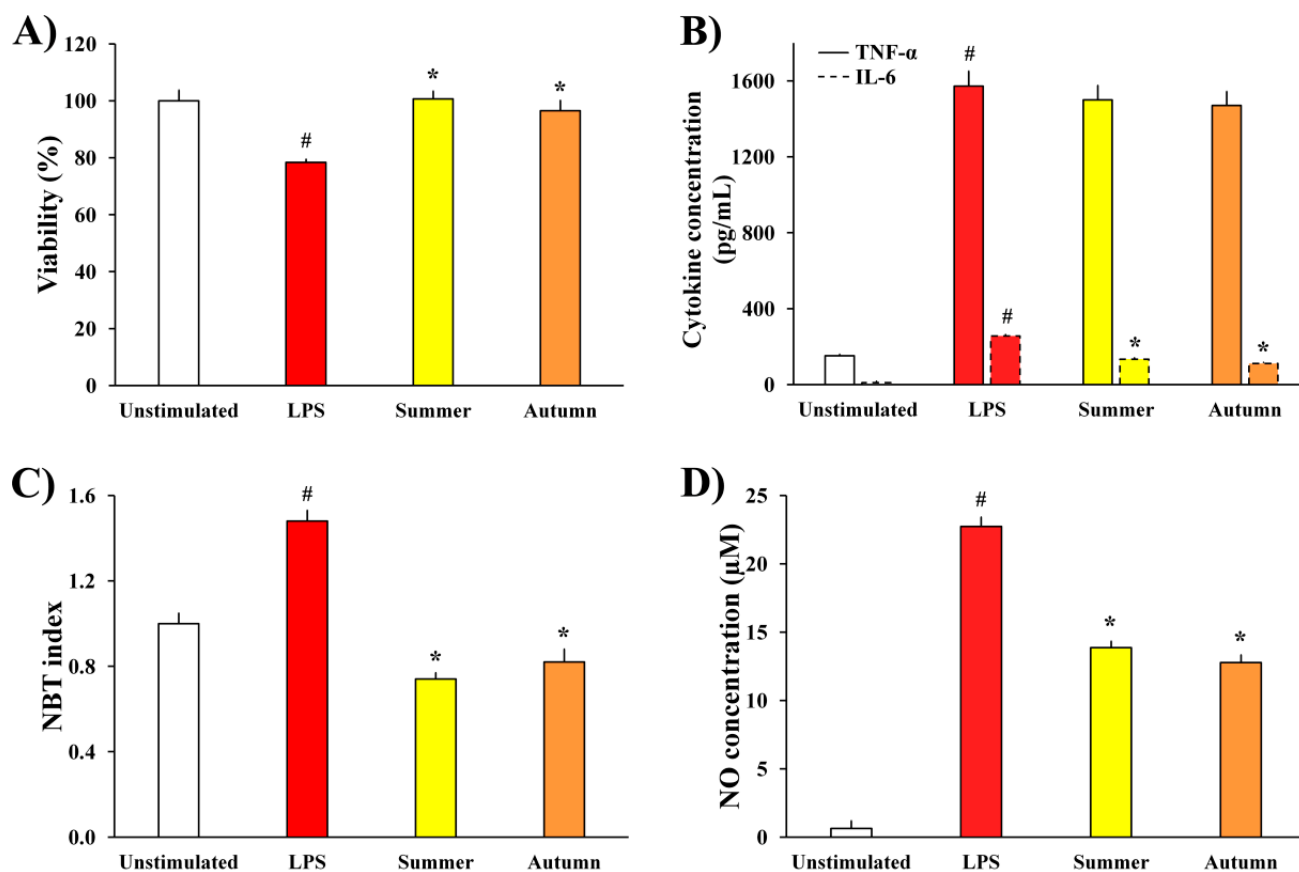 A)
Viability (%)
120
100
80
60
40
20
0
#
*
*
Unstimulated LPS Summer Autumn
B)
Cytokine concentration
(pg/mL)
TNF-α
IL-6
1600
1200
800
400
0
#
#
*
*
Unstimulated LPS Summer Autumn
C)
NBT index
1.6
1.2
0.8
0.4
0.0
#
*
*
Unstimulated LPS Summer Autumn
D)
NO concentration (µM)
25
20
15
10
5
0
#
*
*
Unstimulated LPS Summer Autumn